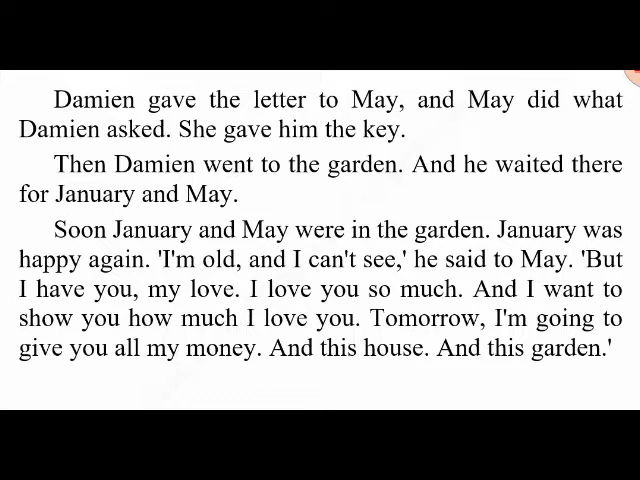 Damien gave the letter to May, and May did what
Damien asked. She gave him the key.
Then Damien went to the garden. And he waited there
for January and May.
Soon January and May were in the garden. January was
happy again. 'I'm old, and I can't see,' he said to May. 'But
I have you, my love. I love you so much. And I want to
show you how much I love you. Tomorrow, I'm going to
give you all my money. And this house. And this garden.'